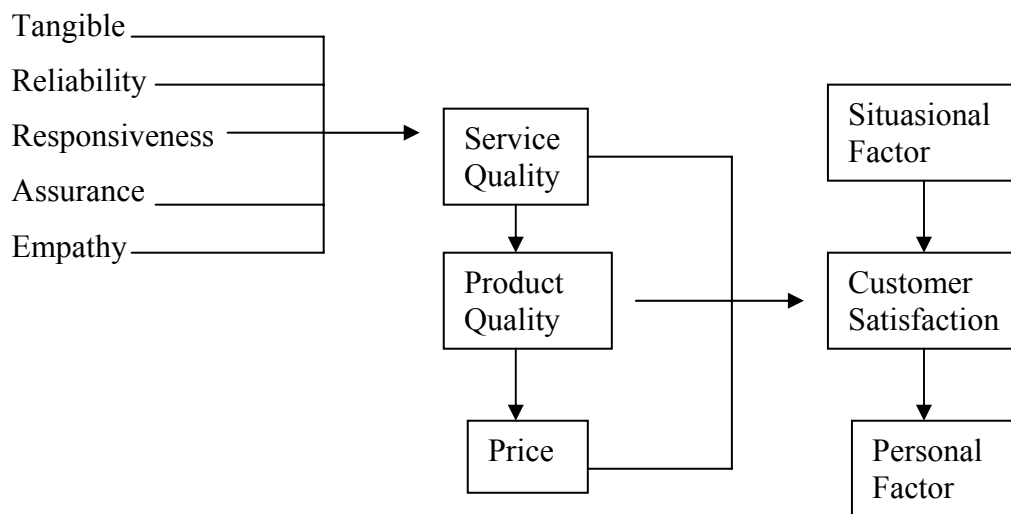 Tangible
Reliability
Responsiveness
Assurance
Empathy
Service
Quality
Product
Quality
Price
Situasional
Factor
Customer
Satisfaction
Personal
Factor